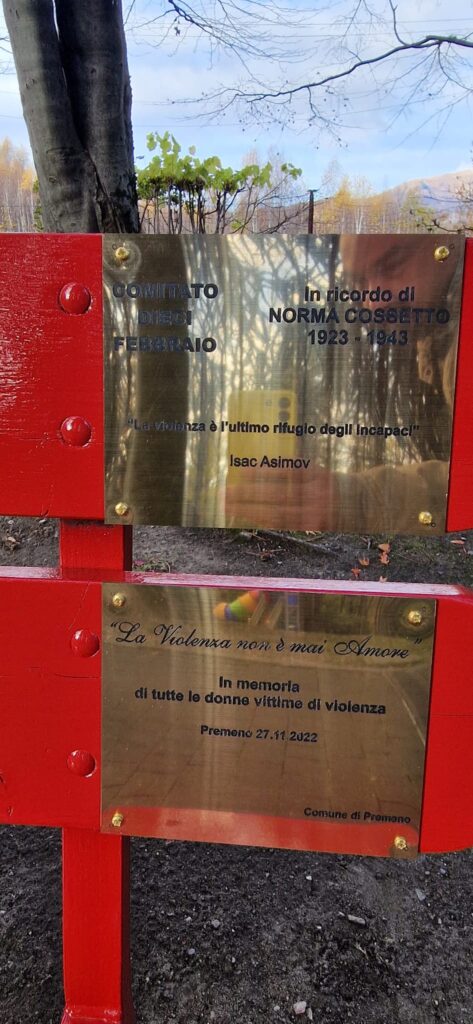 COMITATO
DIECI
FEBBRAIO
In ricordo di
NORMA COSSETTO
1923 - 1943
"La violenza è l'ultimo rifugio degli incapaci"
Isac Asimov
"La Violenza non è mai Amore"
In memoria
di tutte le donne vittime di violenza
Premeno 27.11 2022
Comune di Premeno